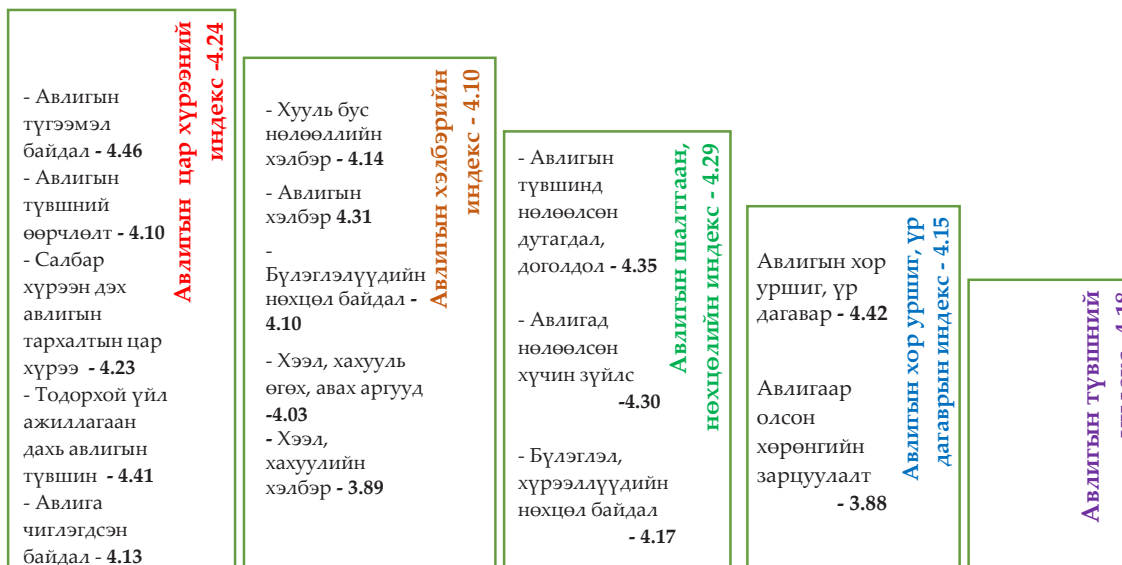 - Авлигын
түгээмэл
байдал - 4.46
- Авлигын
түвшний
өөрчлөлт - 4.10
- Салбар
хүрээн дэх
авлигын
тархалтын цар
хүрээ - 4.23
- Тодорхой үйл
ажиллагаан
дахь авлигын
түвшин - 4.41
- Авлига
чиглэгдсэн
байдал - 4.13
Авлигын цар хүрээний
индекс -4.24
- Хууль бус
нөлөөллийн
хэлбэр - 4.14
- Авлигын
хэлбэр 4.31
-
Бүлэглэлүүдийн
нөхцөл байдал -
4.10
- Хээл, хахууль
өгөх, авах аргууд
-4.03
- Хээл,
хахуулийн
хэлбэр - 3.89
Авлигын хэлбэрийн
индекс - 4.10
- Авлигын
түвшинд
нөлөөлсөн
дутагдал,
доголдол - 4.35
- Авлигад
нөлөөлсөн
хүчин зүйлс
-4.30
- Бүлэглэл,
хүрээллүүдийн
нөхцөл байдал
- 4.17
Авлигын шалтгаан,
нөхцөлийн индекс - 4.29
Авлигын хор
уршиг, үр
дагавар - 4.42
Авлигаар
олсон
хөрөнгийн
зарцуулалт
- 3.88
Авлигын хор уршиг, үр
дагаврын индекс - 4.15
Авлигын түвшний